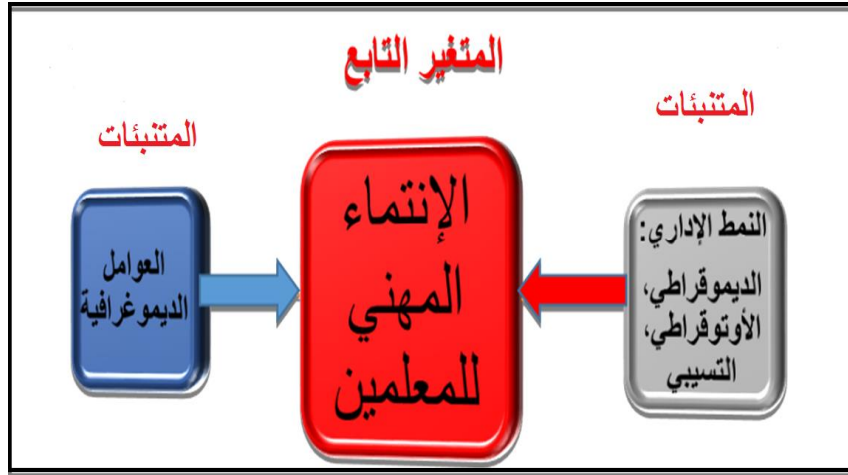 المتغير التابع
المتنبئات
النمط الإداري:
الديموقراطي،
الأوتوقراطي،
التسيبي
الإنتماء
المهني
للمعلمين
المتنبئات
العوامل
الديموغرافية